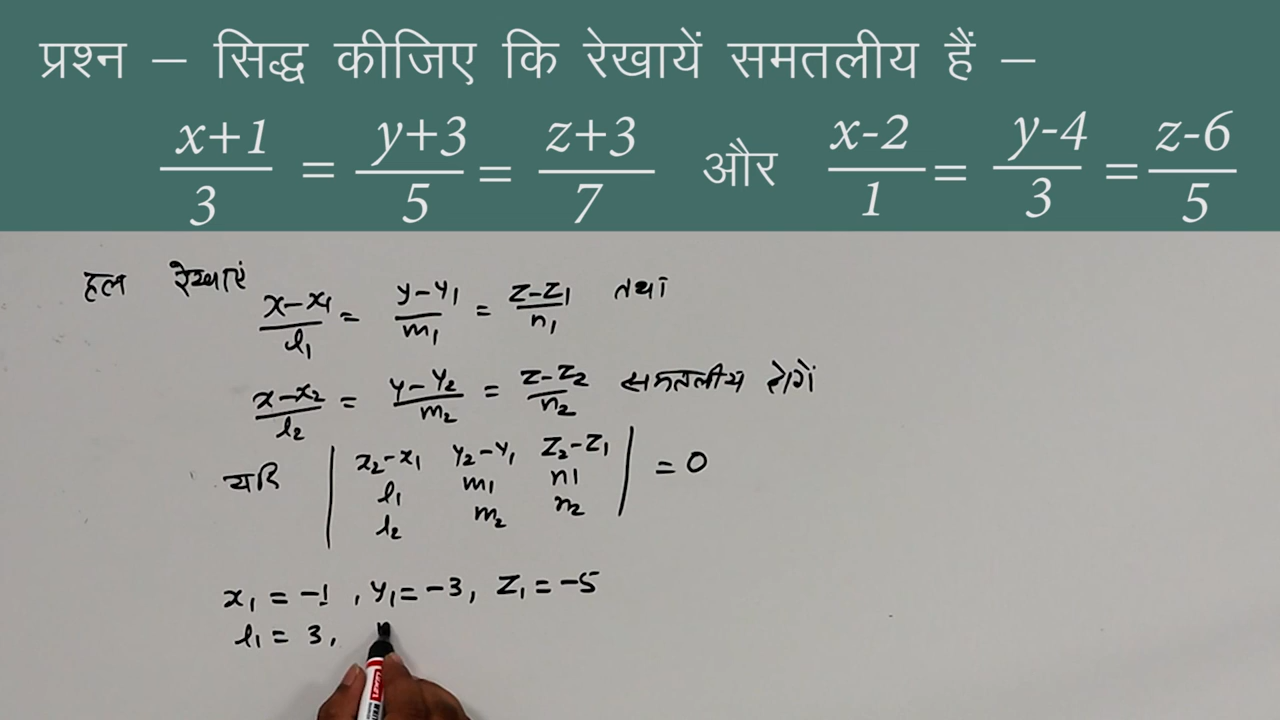 प्रश्न – सिद्ध कीजिए कि रेखायें समतलीय हैं –
x+1/3 = y+3/5 = z+3/7 और x-2/1 = y-4/3 = z-6/5
हल रेखाएं
x-x₁/l₁ = y-y₁/m₁ = z-z₁/n₁ तथा
x-x₂/l₂ = y-y₂/m₂ = z-z₂/n₂ समतलीय होगें
यदि | x₂-x₁ y₂-y₁ z₂-z₁ | = 0
l₁ m₁ n1
l₂ m₂ n₂
x₁ = -1, y₁ = -3, z₁ = -5
l₁ = 3,